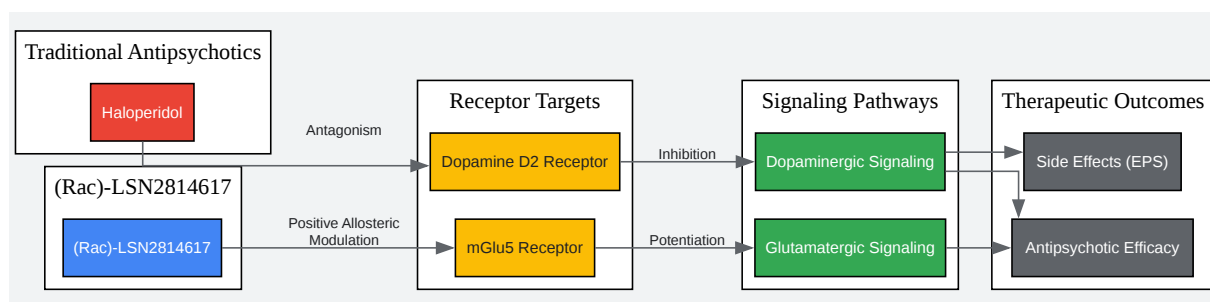 Traditional Antipsychotics
Haloperidol
(Rac)-LSN2814617
(Rac)-LSN2814617
Antagonism
Positive Allosteric
Modulation
Receptor Targets
Dopamine D2 Receptor
mGlu5 Receptor
Inhibition
Potentiation
Signaling Pathways
Dopaminergic Signaling
Glutamatergic Signaling
Therapeutic Outcomes
Side Effects (EPS)
Antipsychotic Efficacy